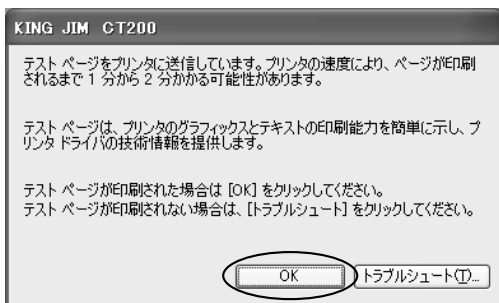 KING JIM CT200
テスト ページをプリンタに送信しています。プリンタの速度により、ページが印刷
されるまで 1 分から 2 分かかる可能性があります。
テスト ページは、プリンタのグラフィックスとテキストの印刷能力を簡単に示し、プ
リンタ ドライバの技術情報を提供します。
テスト ページが印刷された場合は [OK] をクリックしてください。
テスト ページが印刷されない場合は、[トラブルシュート] をクリックしてください。
OK
トラブルシュート(T)...